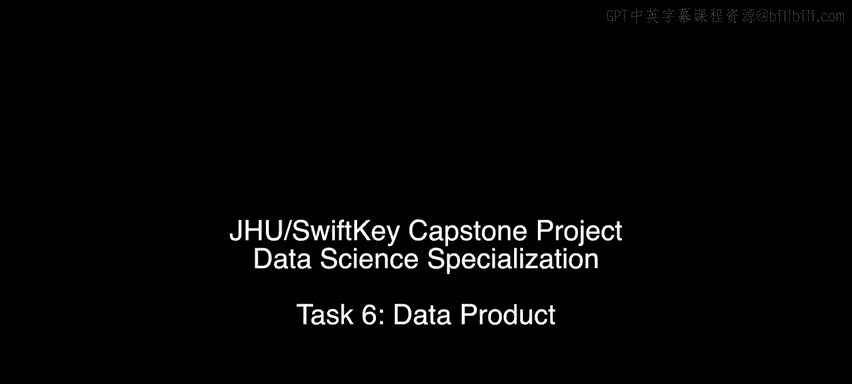 GPT中英字幕课程资源@bilibili.com
JHU/SwiftKey Capstone Project
Data Science Specialization
Task 6: Data Product